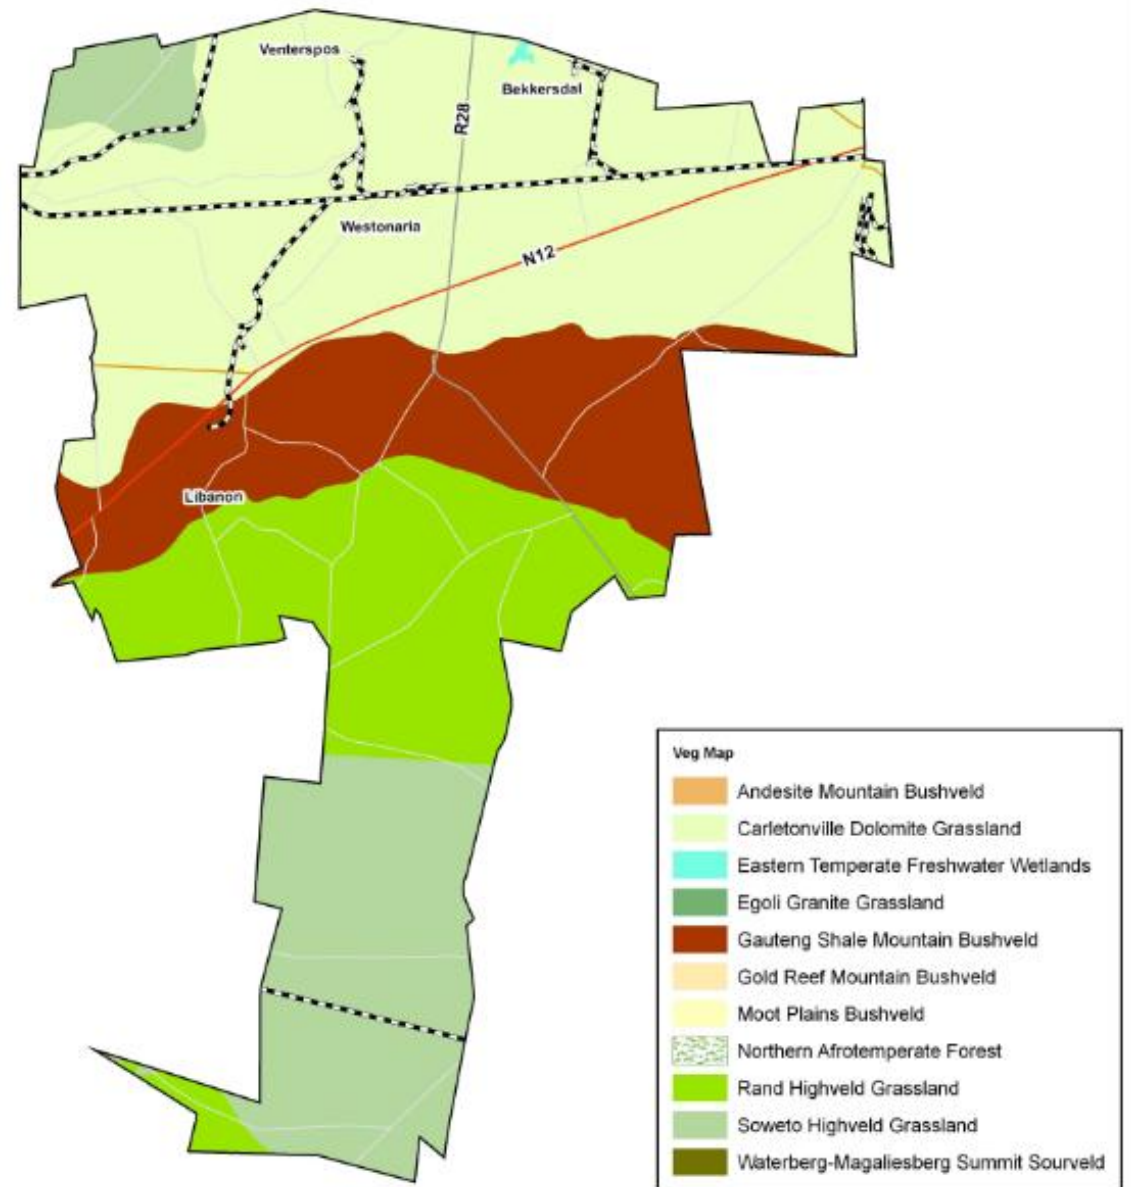 Venterspos
Bekkersdal
R28
Westonaria
N12
Libanon
Veg Map
Andesite Mountain Bushveld
Carletonville Dolomite Grassland
Eastern Temperate Freshwater Wetlands
Egoli Granite Grassland
Gauteng Shale Mountain Bushveld
Gold Reef Mountain Bushveld
Moot Plains Bushveld
Northern Afrotemperate Forest
Rand Highveld Grassland
Soweto Highveld Grassland
Waterberg-Magaliesberg Summit Sourveld